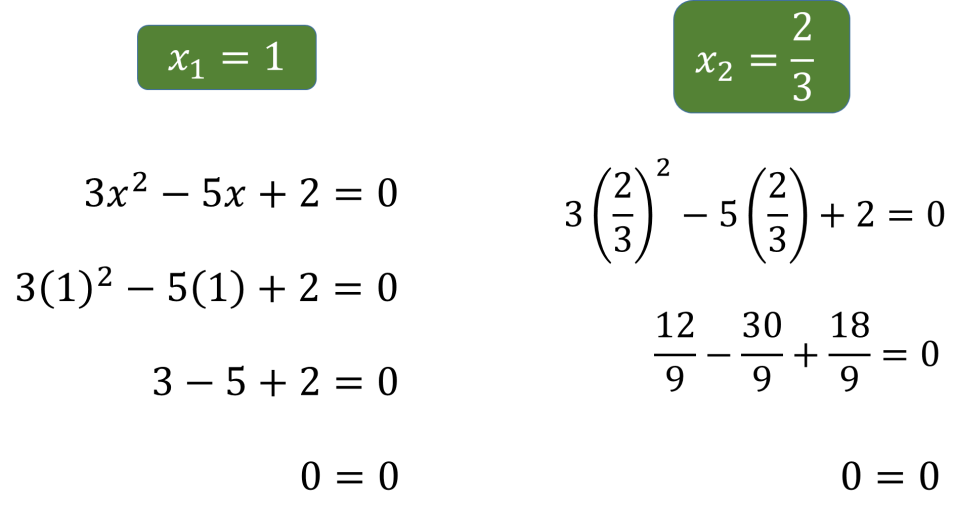 x₁ = 1
3x² − 5x + 2 = 0
3(1)² − 5(1) + 2 = 0
3 − 5 + 2 = 0
0 = 0
x₂ = 2/3
3(2/3)² − 5(2/3) + 2 = 0
12/9 − 30/9 + 18/9 = 0
0 = 0